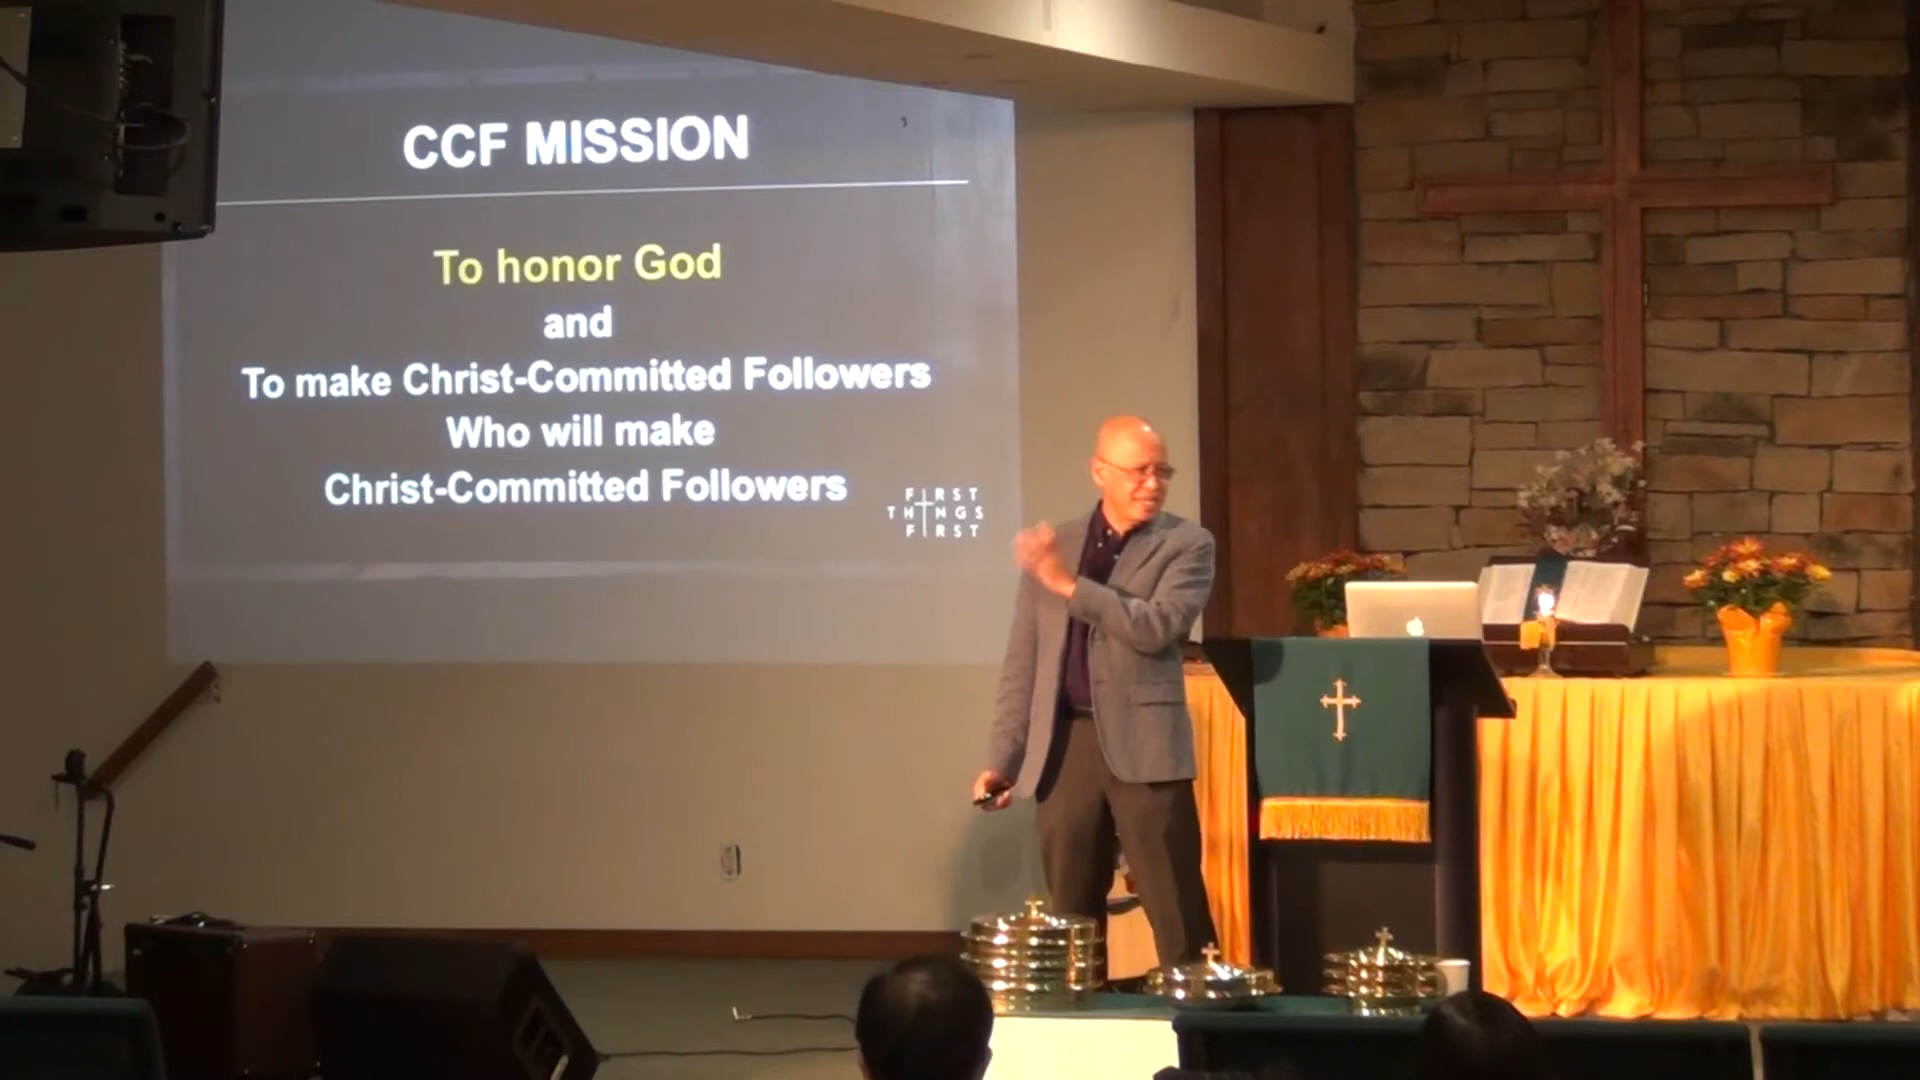 CCF MISSION
To honor God
and
To make Christ-Committed Followers
Who will make
Christ-Committed Followers
FIRST
THINGS
FIRST